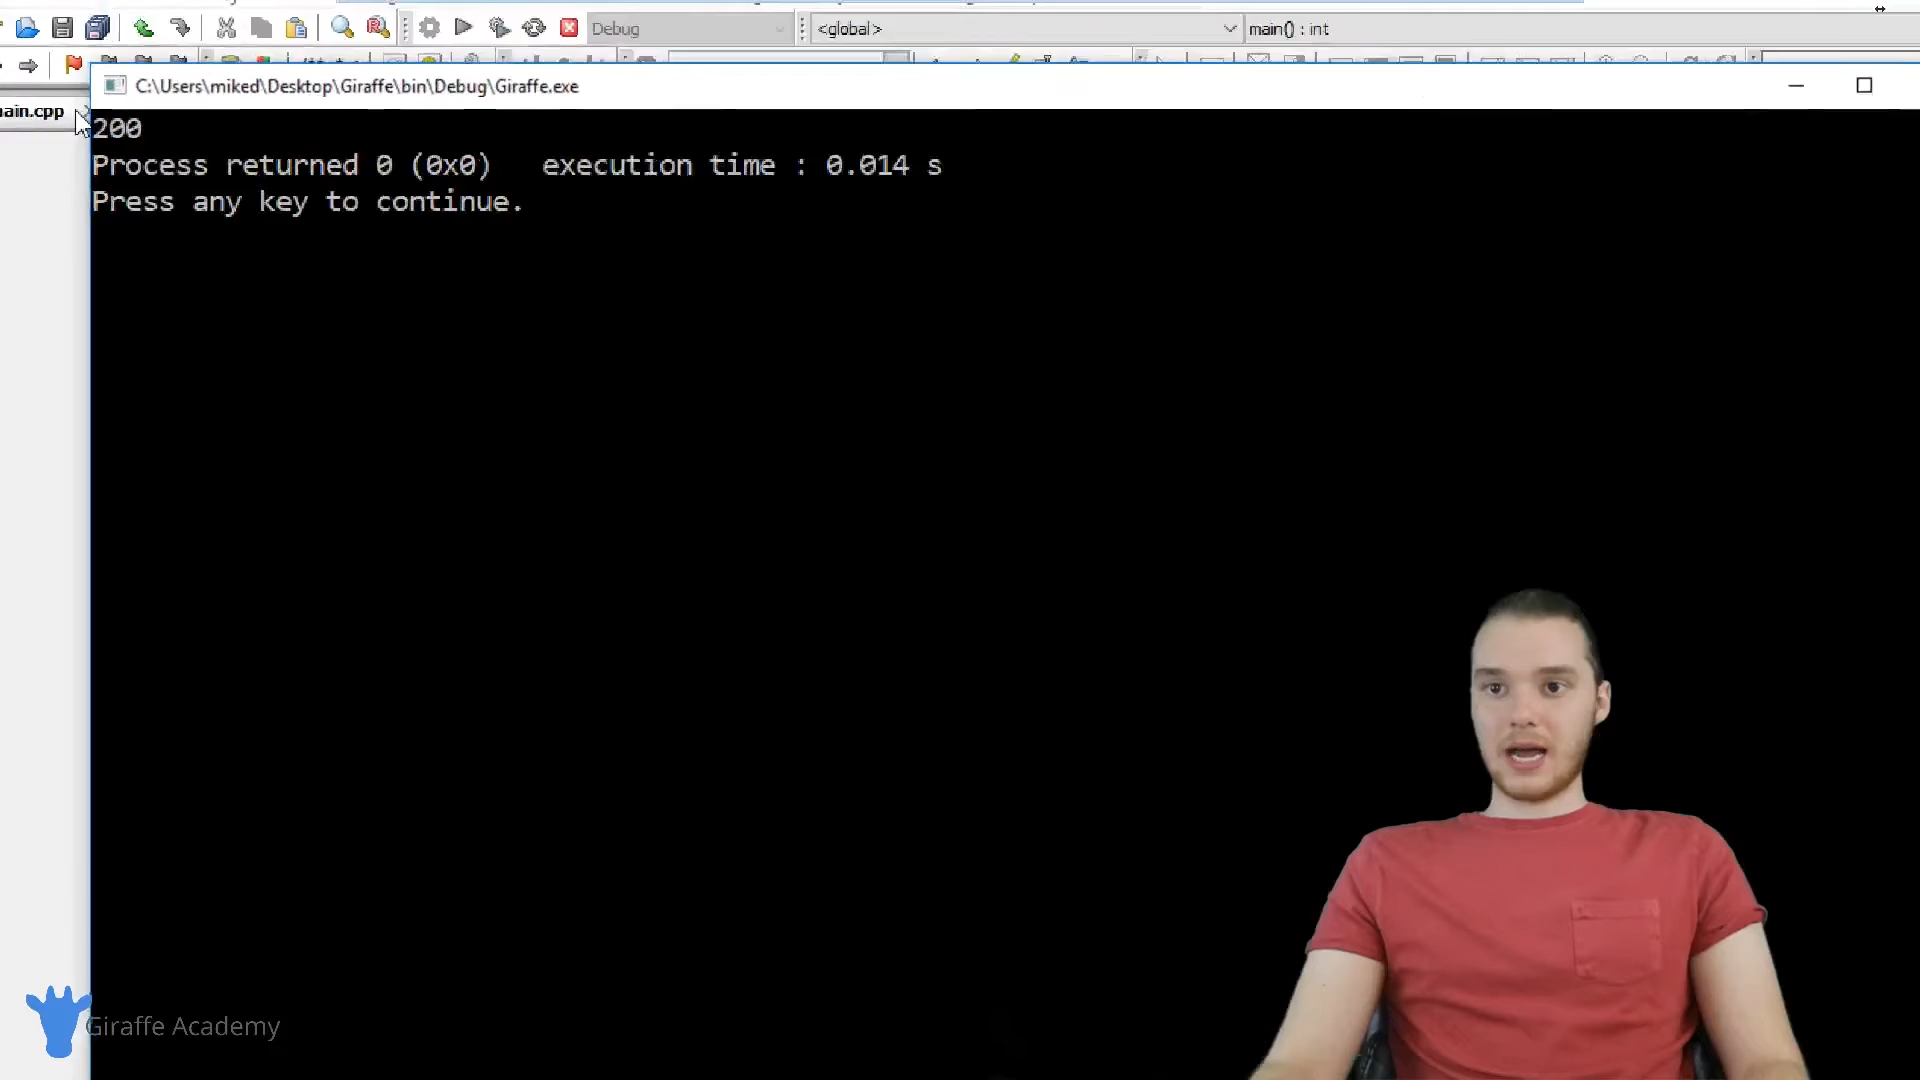 Debug
<global>
main() : int
C:\Users\miked\Desktop\Giraffe\bin\Debug\Giraffe.exe
ain.cpp
200
Process returned 0 (0x0)   execution time : 0.014 s
Press any key to continue.
Giraffe Academy